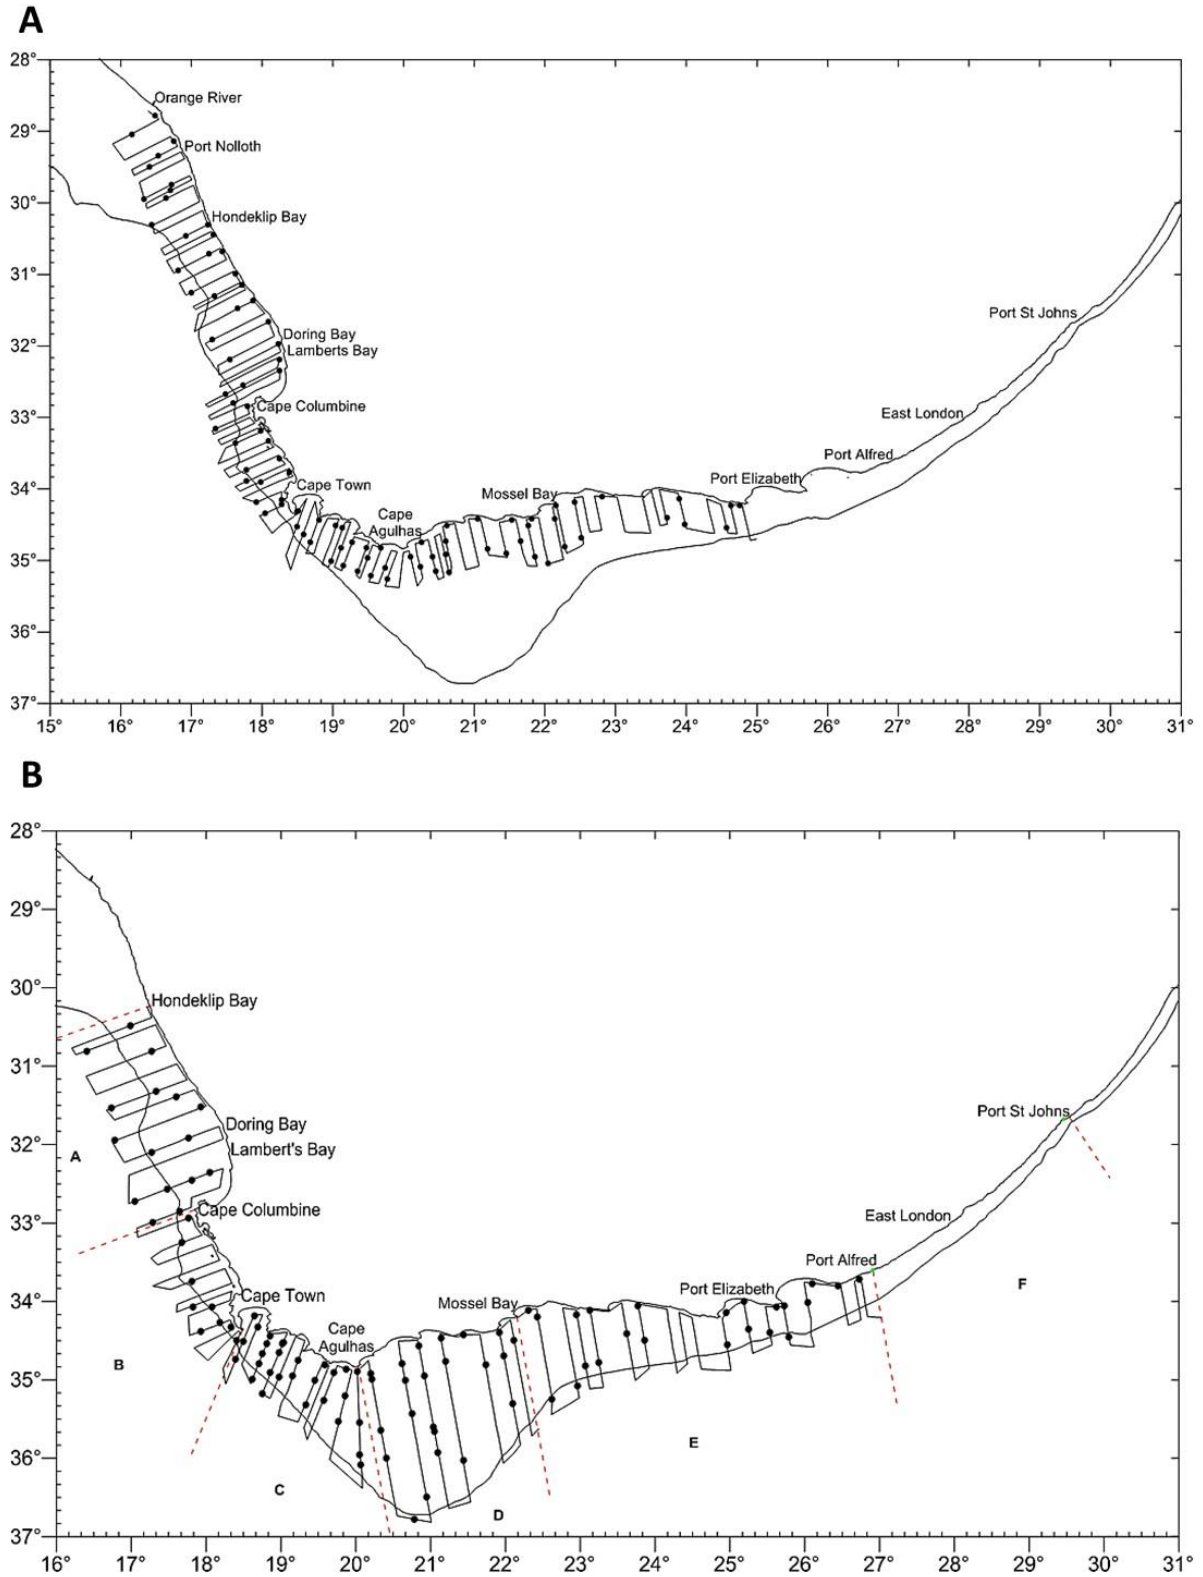 A
28°
Orange River
29°
Port Nolloth
30°
Hondeklip Bay
31°
Port St Johns
32°
Doring Bay
Lamberts Bay
33°
Cape Columbine
East London
Port Alfred
34°
Cape Town
Mossel Bay
Port Elizabeth
Cape
Agulhas
35°
36°
37°
15 16° 17° 18° 19° 20° 21° 22° 23° 24° 25° 26° 27° 28° 29° 30° 31°
B
28°
29°
30°
Hondeklip Bay
31°
Port St Johns
Doring Bay
32°
Lambert's Bay
A
33°
Cape Columbine
East London
Port Alfred
F
34°
Cape Town
Mossel Bay
Port Elizabeth
Cape
Agulhas
B
35°
E
36°
C
D
37°
16° 17° 18° 19° 20° 21° 22° 23° 24° 25° 26° 27° 28° 29° 30° 31°